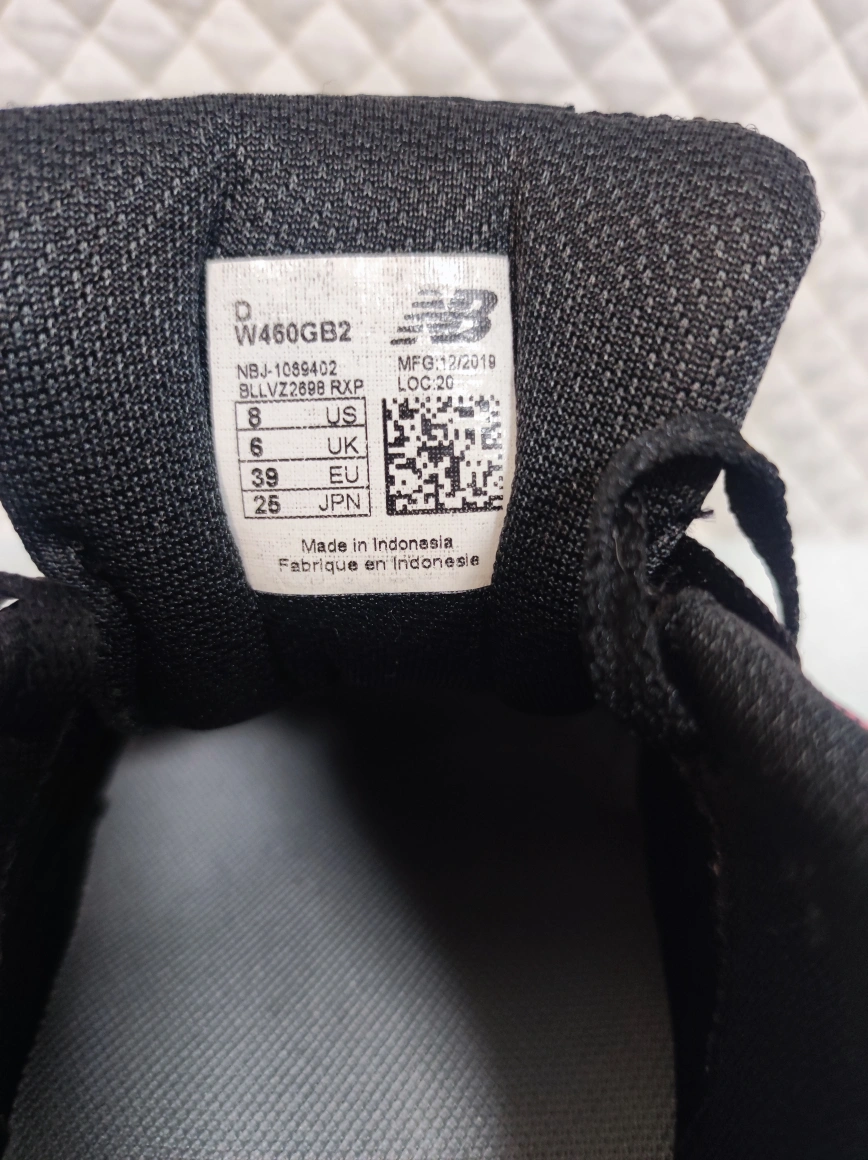 D
W460GB2
NB
NBJ-1089402
MFG:12/2019
BLLVZ2698 RXP
LOC:20
8 US
6 UK
39 EU
25 JPN
Made in Indonesia
Fabrique en Indonesie